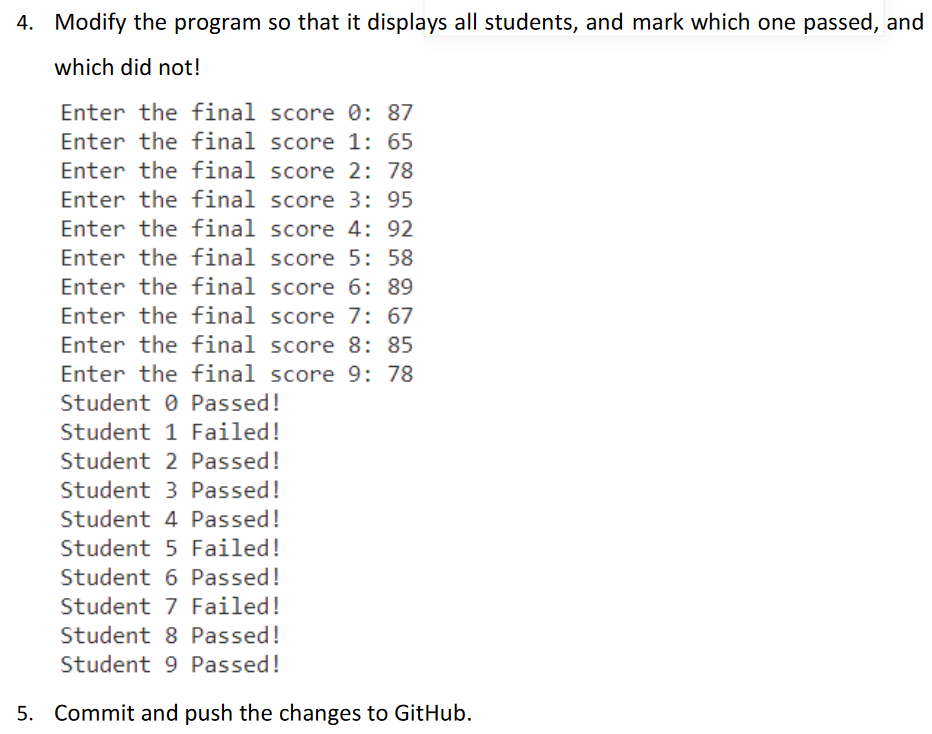 4. Modify the program so that it displays all students, and mark which one passed, and
which did not!
Enter the final score 0: 87
Enter the final score 1: 65
Enter the final score 2: 78
Enter the final score 3: 95
Enter the final score 4: 92
Enter the final score 5: 58
Enter the final score 6: 89
Enter the final score 7: 67
Enter the final score 8: 85
Enter the final score 9: 78
Student 0 Passed!
Student 1 Failed!
Student 2 Passed!
Student 3 Passed!
Student 4 Passed!
Student 5 Failed!
Student 6 Passed!
Student 7 Failed!
Student 8 Passed!
Student 9 Passed!
5. Commit and push the changes to GitHub.